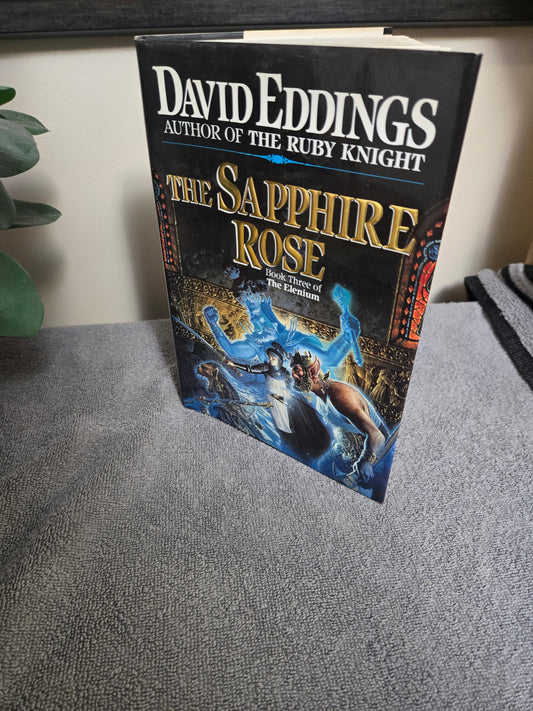 DAVID EDDINGS
AUTHOR OF THE RUBY KNIGHT
THE SAPPHIRE
ROSE
Book Three of
The Elenium